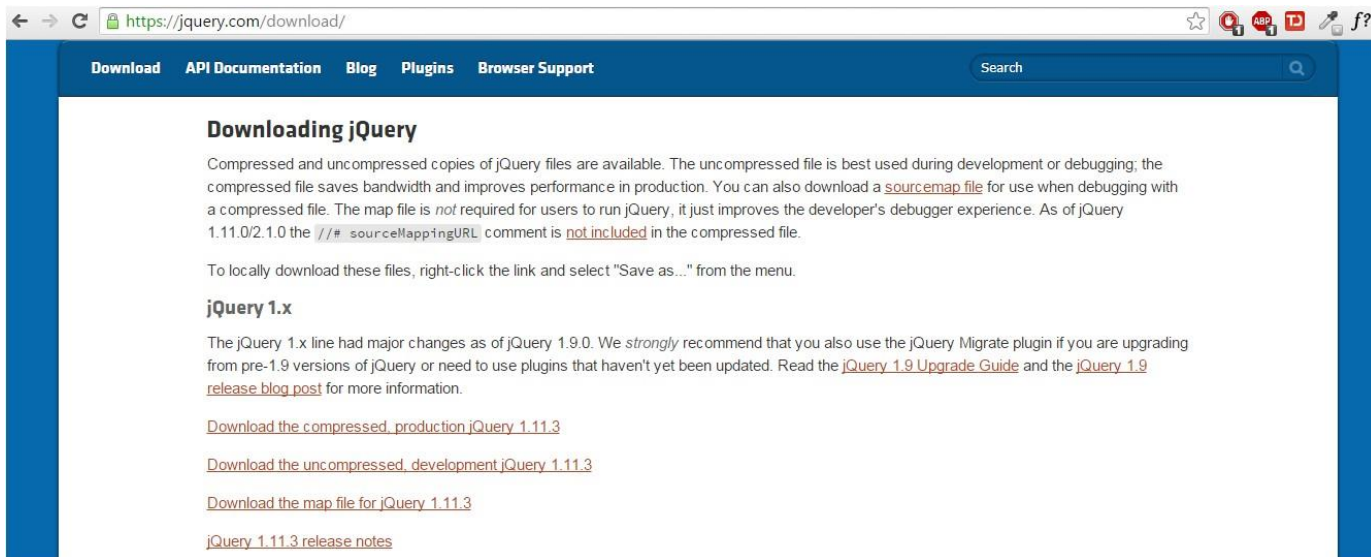 https://jquery.com/download/
1
ABP
1
f?
Download API Documentation Blog Plugins Browser Support Search
Downloading jQuery
Compressed and uncompressed copies of jQuery files are available. The uncompressed file is best used during development or debugging; the
compressed file saves bandwidth and improves performance in production. You can also download a sourcemap file for use when debugging with
a compressed file. The map file is not required for users to run jQuery, it just improves the developer's debugger experience. As of jQuery
1.11.0/2.1.0 the //# sourceMappingURL comment is not included in the compressed file.
To locally download these files, right-click the link and select "Save as..." from the menu.
jQuery 1.x
The jQuery 1.x line had major changes as of jQuery 1.9.0. We strongly recommend that you also use the jQuery Migrate plugin if you are upgrading
from pre-1.9 versions of jQuery or need to use plugins that haven't yet been updated. Read the jQuery 1.9 Upgrade Guide and the jQuery 1.9
release blog post for more information.
Download the compressed, production jQuery 1.11.3
Download the uncompressed, development jQuery 1.11.3
Download the map file for jQuery 1.11.3
jQuery 1.11.3 release notes